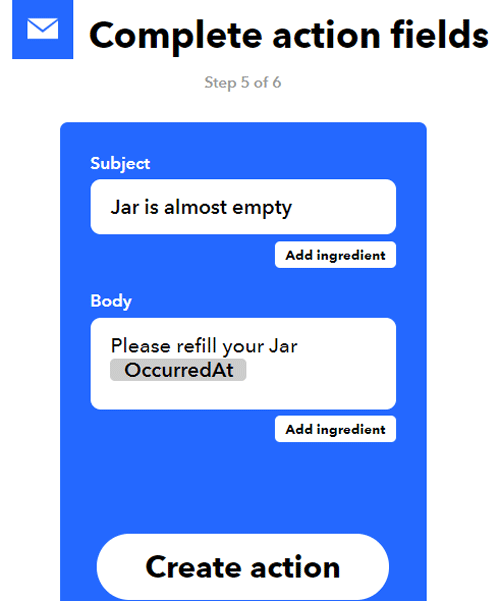 Complete action fields
Step 5 of 6
Subject
Jar is almost empty
Add ingredient
Body
Please refill your Jar
OccurredAt
Add ingredient
Create action